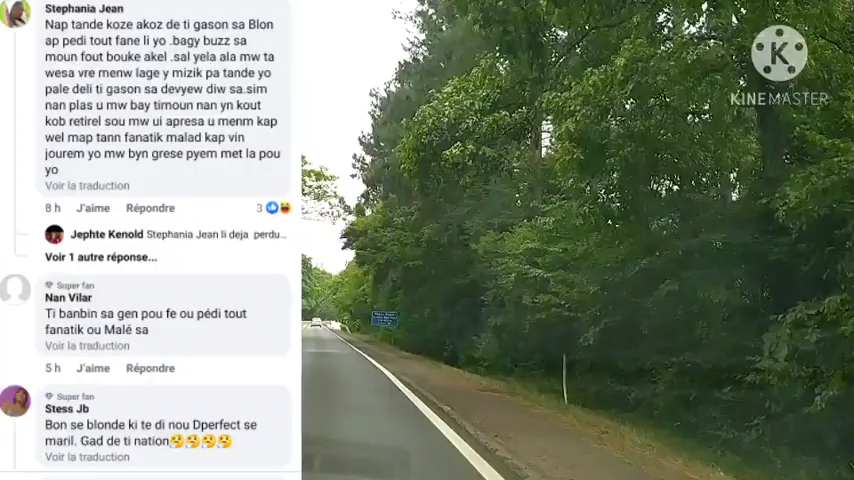 Stephania Jean
Nap tande koze akoz de ti gason sa Blon
ap pedi tout fane li yo .bagy buzz sa
moun fout bouke akel .sal yela ala mw ta
wesa vre menw lage y mizik pa tande yo
pale deli ti gason sa devyew diw sa.sim
nan plas u mw bay timoun nan yn kout
kob retirel sou mw ui apresa u menm kap
wel map tann fanatik malad kap vin
jourem yo mw byn grese pyem met la pou
yo
Voir la traduction
8 h J'aime Répondre 3
Jephte Kenold Stephania Jean li deja perdu...
Voir 1 autre réponse...
Super fan
Nan Vilar
Ti banbin sa gen pou fe ou pédi tout
fanatik ou Malé sa
Voir la traduction
5 h J'aime Répondre
Super fan
Stess Jb
Bon se blonde ki te di nou Dperfect se
maril. Gad de ti nation🤧🤧🤧🤧
Voir la traduction
K
KINEMASTER